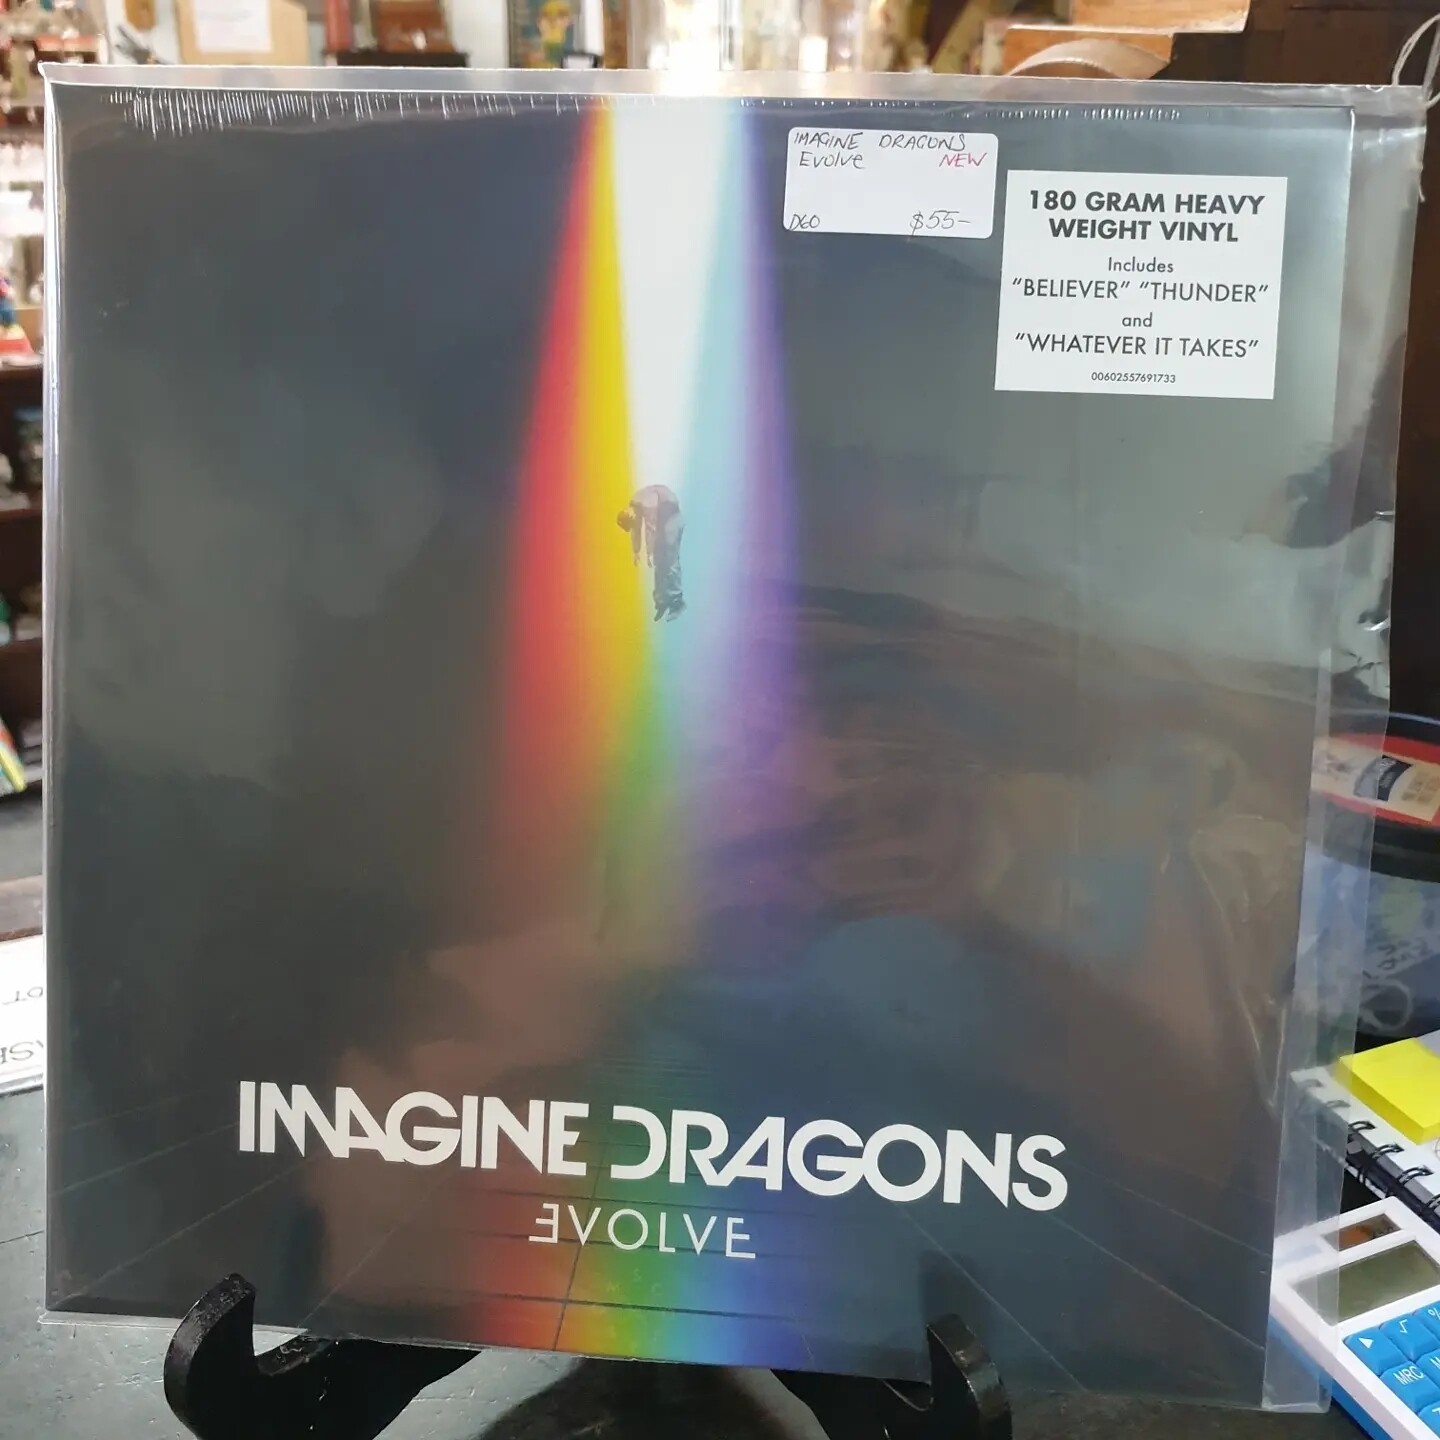 IMAGINE DRAGONS
Evolve NEW
D60 $55-
180 GRAM HEAVY
WEIGHT VINYL
Includes
"BELIEVER" "THUNDER"
and
"WHATEVER IT TAKES"
00602557691733
IMAGINE DRAGONS
EVOLVE
√
MRC